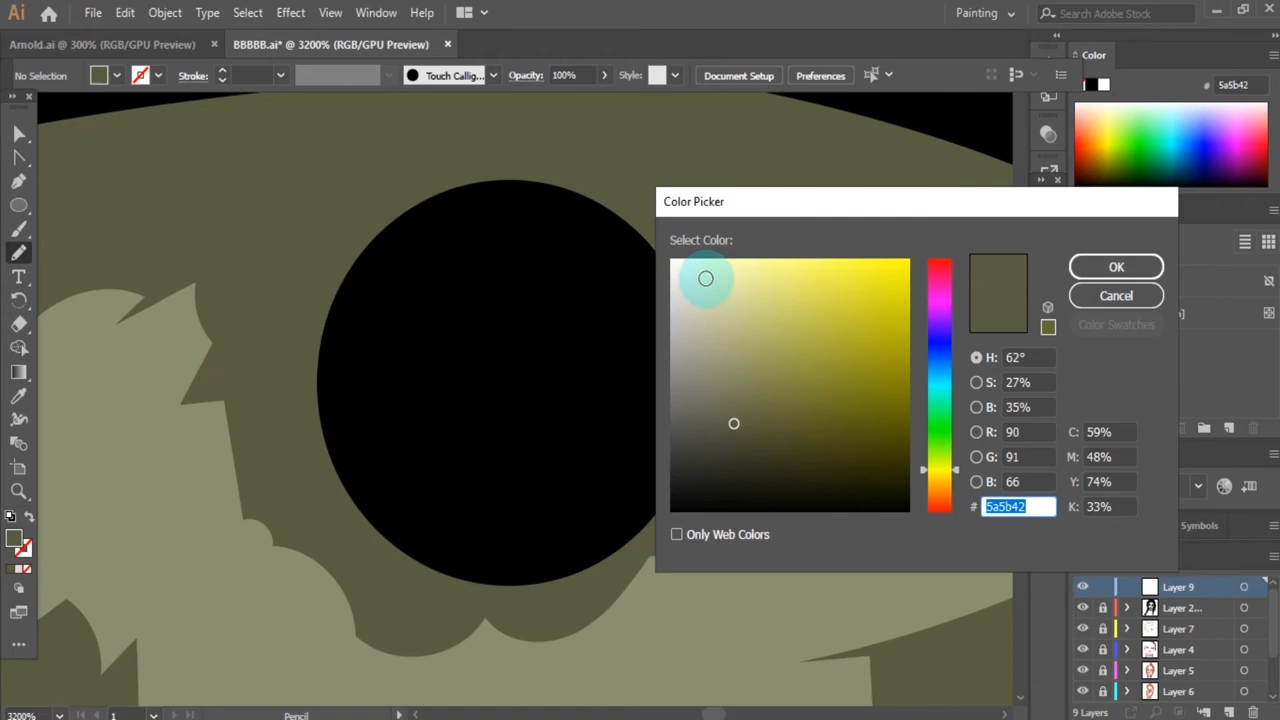 Ai File Edit Object Type Select Effect View Window Help Painting Search Adobe Stock
Arnold.ai @ 300% (RGB/GPU Preview) × BBBBB.ai* @ 3200% (RGB/GPU Preview) ×
No Selection Stroke: Touch Callig... Opacity: 100% Style: Document Setup Preferences
Color
# 5a5b42
Color Picker
Select Color:
OK
Cancel
Color Swatches
H: 62°
S: 27%
B: 35%
R: 90 C: 59%
G: 91 M: 48%
B: 66 Y: 74%
# 5a5b42 K: 33%
Only Web Colors
Symbols
Layer 9
Layer 2...
Layer 7
Layer 4
Layer 5
Layer 6
3200% 1 Pencil 9 Layers